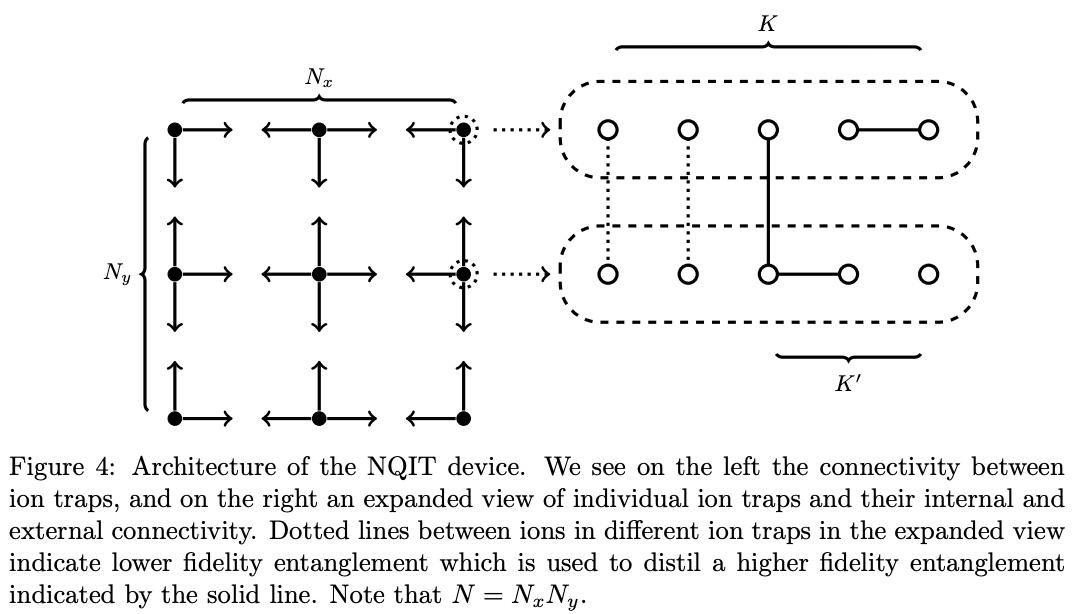 K
N_x
N_y
K′
Figure 4: Architecture of the NQIT device. We see on the left the connectivity between
ion traps, and on the right an expanded view of individual ion traps and their internal and
external connectivity. Dotted lines between ions in different ion traps in the expanded view
indicate lower fidelity entanglement which is used to distil a higher fidelity entanglement
indicated by the solid line. Note that N = N_xN_y.